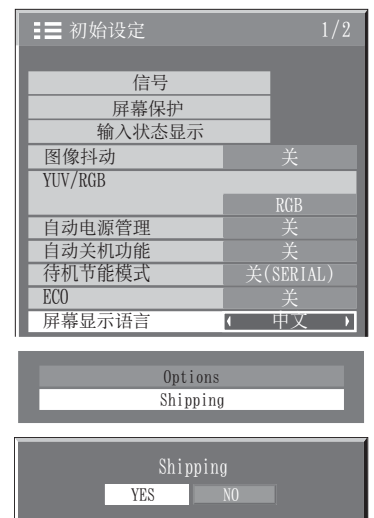 初始设定 1/2
信号
屏幕保护
输入状态显示
图像抖动 关
YUV/RGB
RGB
自动电源管理 关
自动关机功能 关
待机节能模式 关(SERIAL)
ECO 关
屏幕显示语言 中文
Options
Shipping
Shipping
YES NO